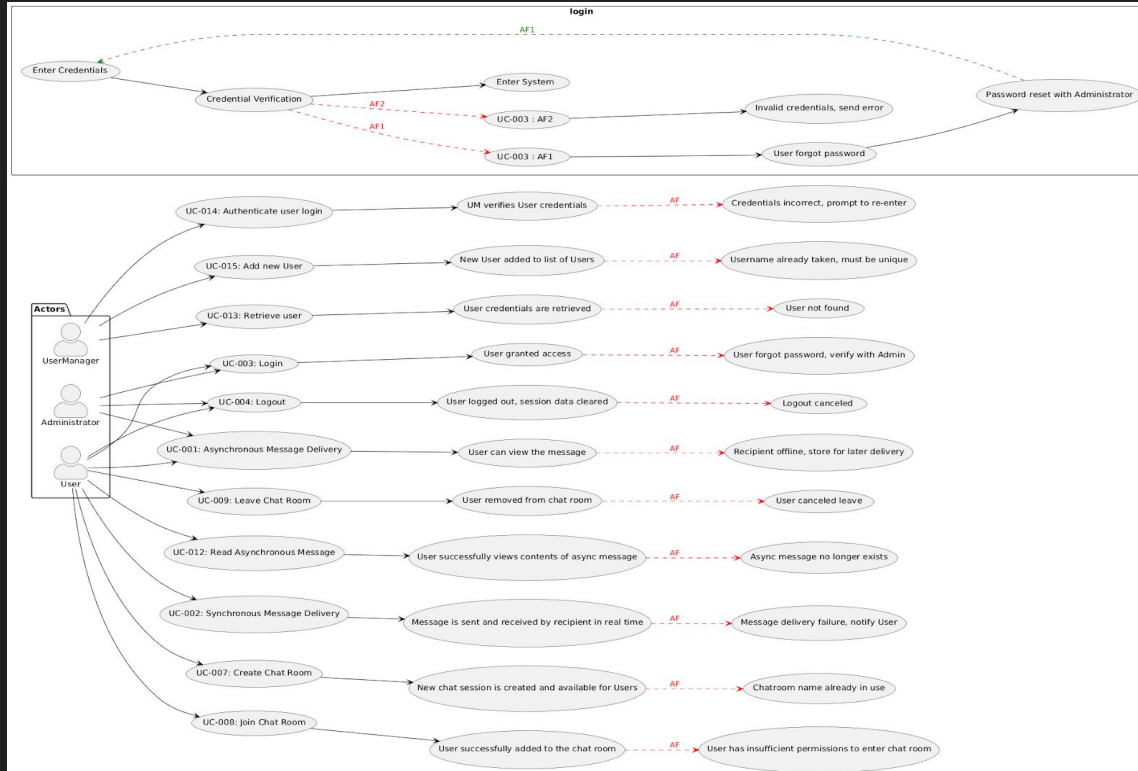 login
AF1
Enter Credentials
Enter System
Credential Verification
Password reset with Administrator
AF2
Invalid credentials, send error
UC-003 : AF2
AF1
UC-003 : AF1
User forgot password
UC-014: Authenticate user login
UM verifies User credentials
AF
Credentials incorrect, prompt to re-enter
UC-015: Add new User
New User added to list of Users
AF
Username already taken, must be unique
Actors
UC-013: Retrieve user
User credentials are retrieved
AF
User not found
UserManager
UC-003: Login
User granted access
AF
User forgot password, verify with Admin
Administrator
UC-004: Logout
User logged out, session data cleared
AF
Logout canceled
UC-001: Asynchronous Message Delivery
User can view the message
AF
Recipient offline, store for later delivery
User
UC-009: Leave Chat Room
User removed from chat room
AF
User canceled leave
UC-012: Read Asynchronous Message
User successfully views contents of async message
AF
Async message no longer exists
UC-002: Synchronous Message Delivery
Message is sent and received by recipient in real time
AF
Message delivery failure, notify User
UC-007: Create Chat Room
New chat session is created and available for Users
AF
Chatroom name already in use
UC-008: Join Chat Room
User successfully added to the chat room
AF
User has insufficient permissions to enter chat room